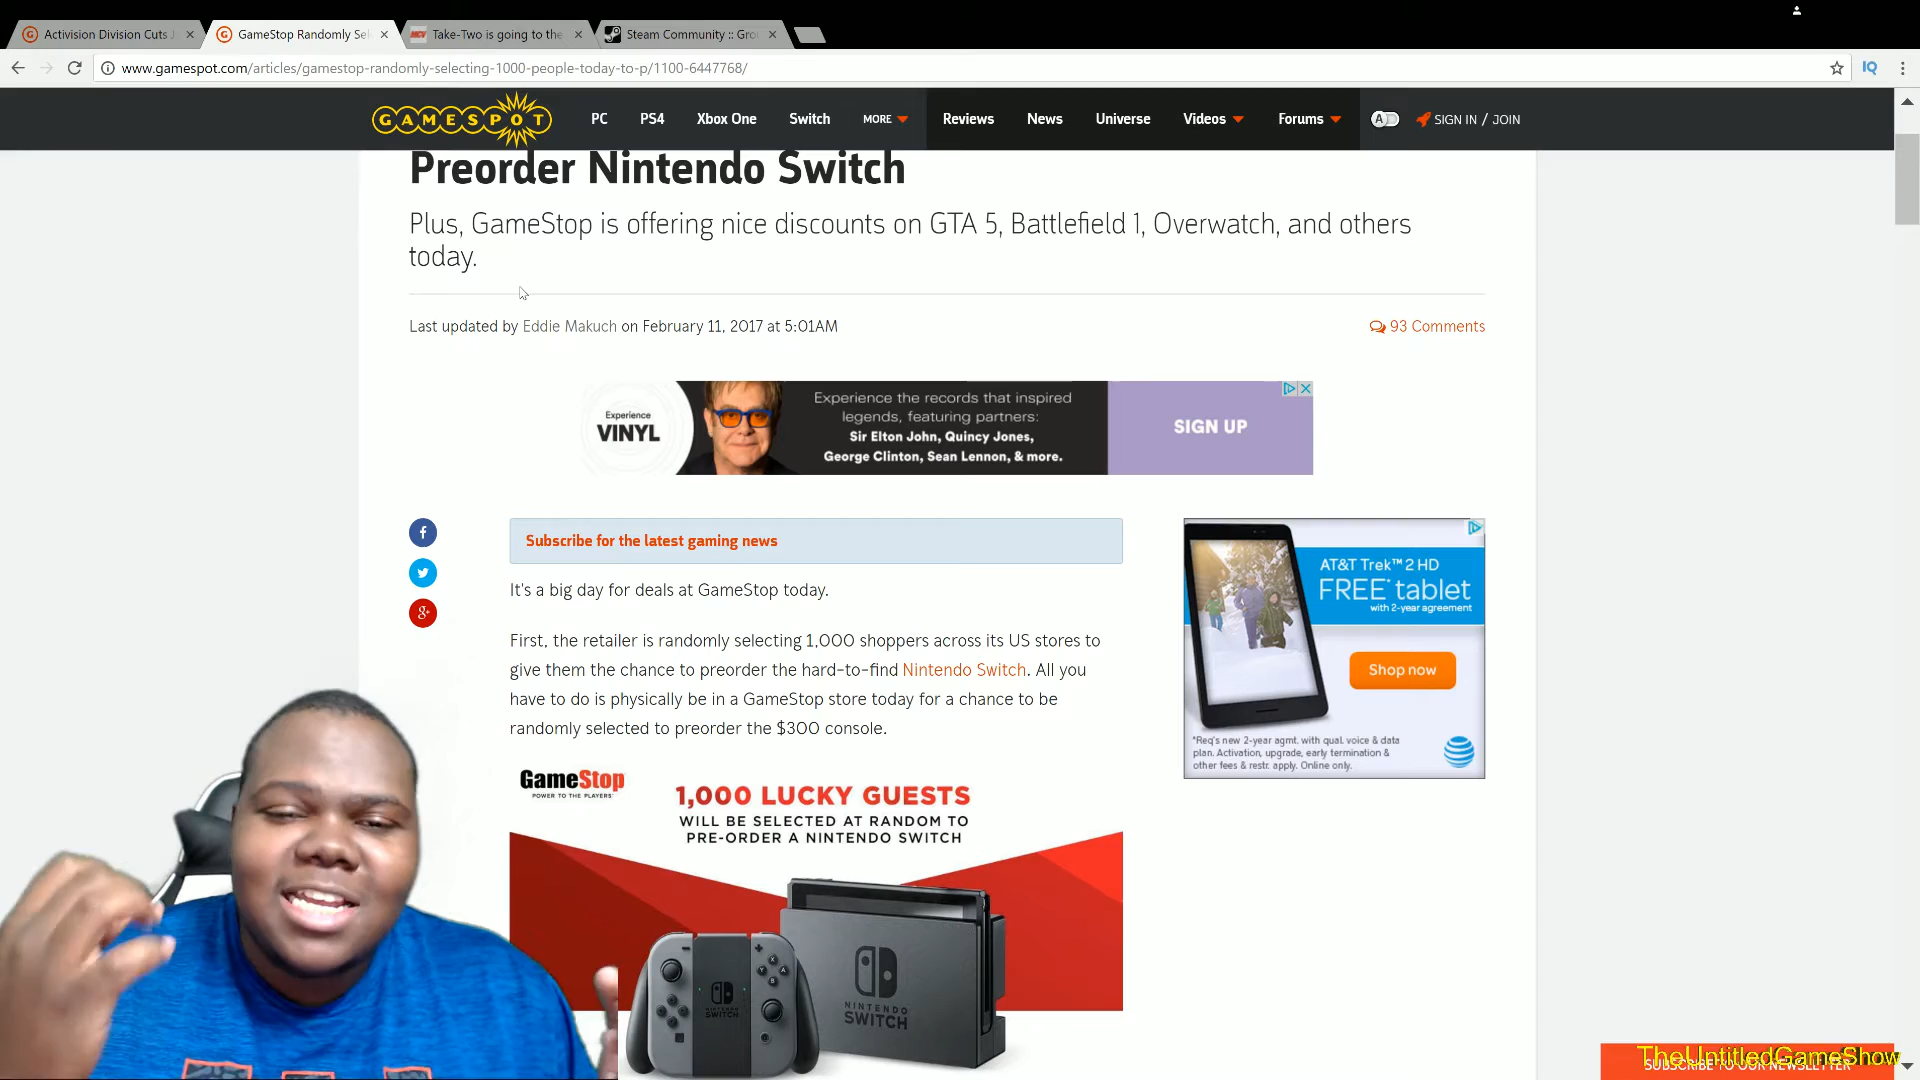 Activision Division Cuts J
GameStop Randomly Sel
MCV
Take-Two is going to the
Steam Community :: Gro
www.gamespot.com/articles/gamestop-randomly-selecting-1000-people-today-to-p/1100-6447768/
IQ
GAMESPOT
PC
PS4
Xbox One
Switch
MORE
Reviews
News
Universe
Videos
Forums
A
SIGN IN / JOIN
Preorder Nintendo Switch
Plus, GameStop is offering nice discounts on GTA 5, Battlefield 1, Overwatch, and others
today.
Last updated by Eddie Makuch on February 11, 2017 at 5:01AM
93 Comments
Experience
VINYL
Experience the records that inspired
legends, featuring partners:
Sir Elton John, Quincy Jones,
George Clinton, Sean Lennon, & more.
SIGN UP
Subscribe for the latest gaming news
It's a big day for deals at GameStop today.
First, the retailer is randomly selecting 1,000 shoppers across its US stores to
give them the chance to preorder the hard-to-find Nintendo Switch. All you
have to do is physically be in a GameStop store today for a chance to be
randomly selected to preorder the $300 console.
AT&T Trek™ 2 HD
FREE* tablet
with 2-year agreement
Shop now
*Req's new 2-year agmt. with qual. voice & data
plan. Activation, upgrade, early termination &
other fees & restr. apply. Online only.
GameStop
POWER TO THE PLAYERS
1,000 LUCKY GUESTS
WILL BE SELECTED AT RANDOM TO
PRE-ORDER A NINTENDO SWITCH
NINTENDO
SWITCH
NINTENDO
SWITCH
TheUntitledGameShow
SUBSCRIBE TO OUR NEWSLETTER